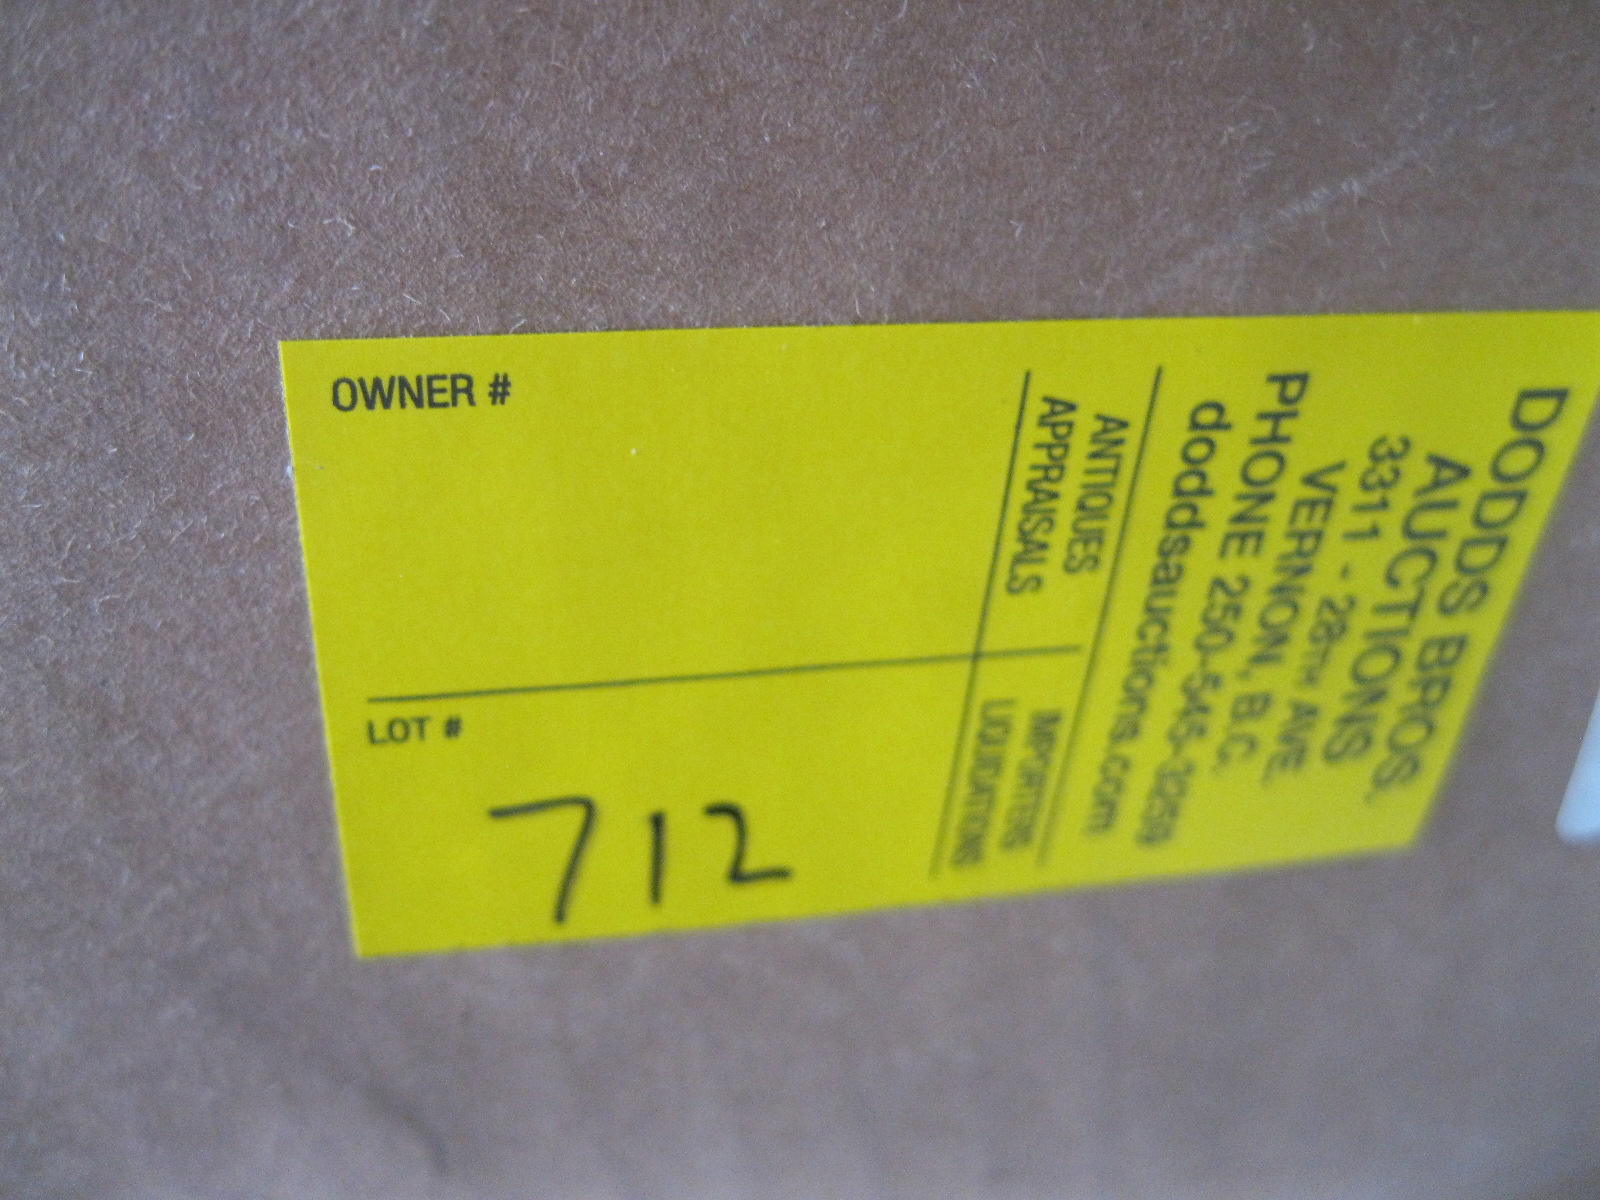 DODDS BROS.
AUCTIONS
3311 - 28TH AVE.
VERNON, B.C.
PHONE 250-545-3259
doddsauctions.com
ANTIQUES
APPRAISALS
IMPORTERS
LIQUIDATIONS
OWNER #
LOT #
712